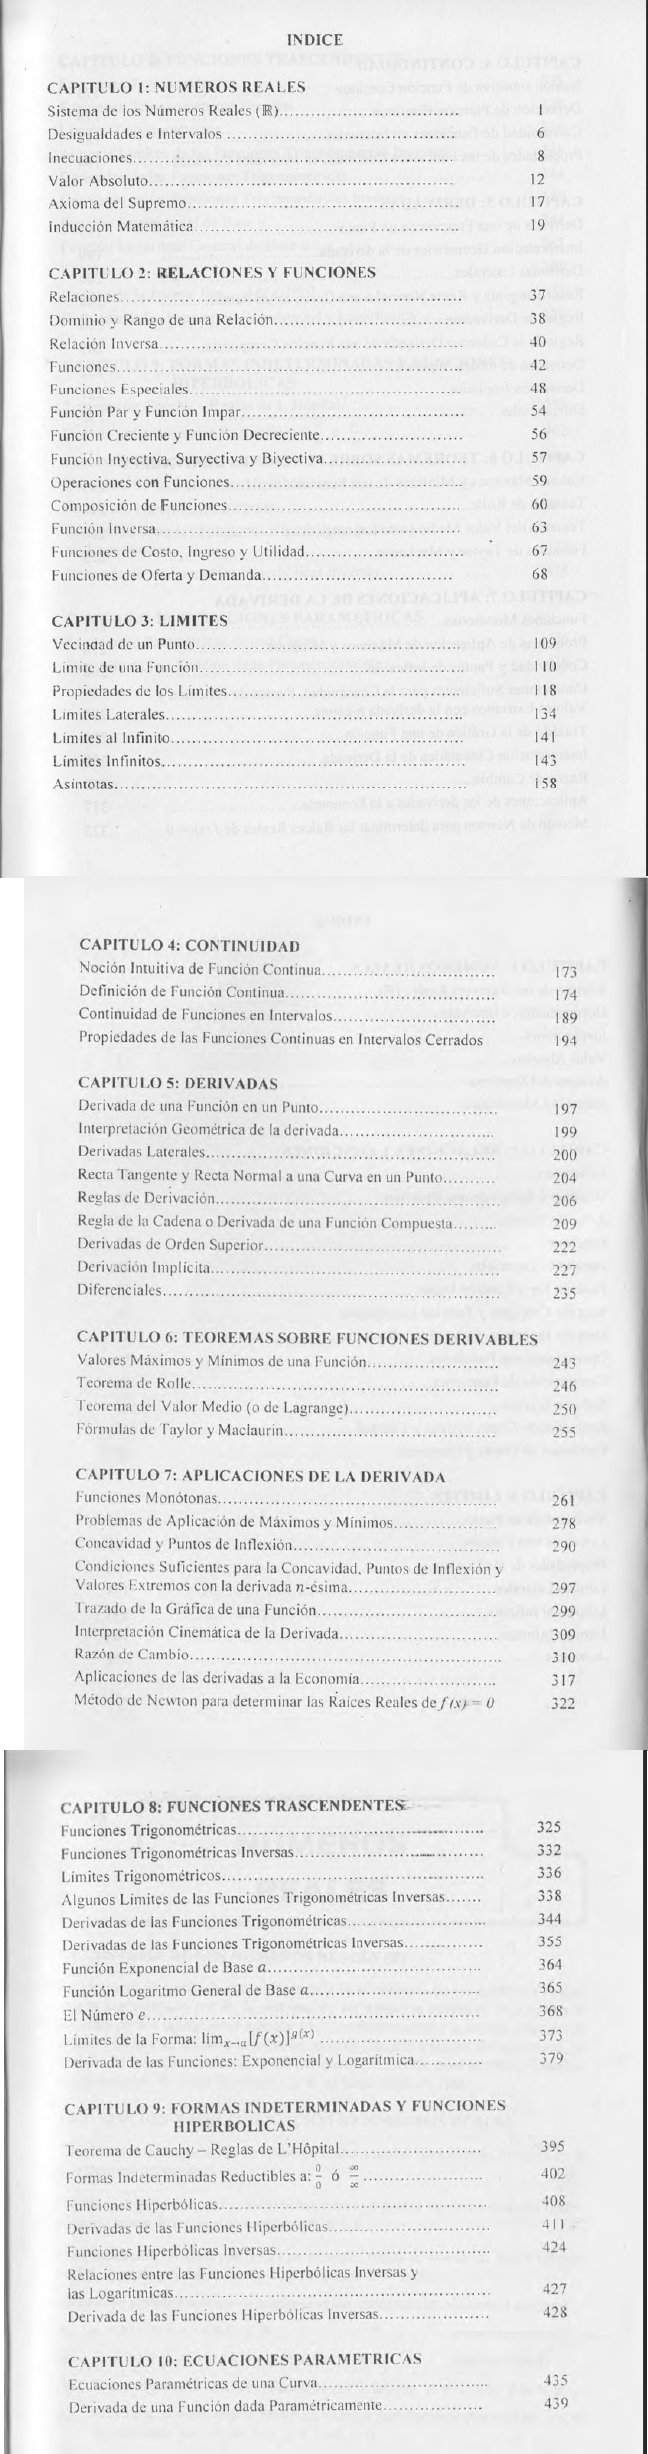 INDICE
CAPITULO 1: NUMEROS REALES
Sistema de los Números Reales (ℝ)................................ 1
Desigualdades e Intervalos ......................................... 6
Inecuaciones......................................................... 8
Valor Absoluto...................................................... 12
Axioma del Supremo................................................ 17
Inducción Matemática............................................... 19
CAPITULO 2: RELACIONES Y FUNCIONES
Relaciones............................................................ 37
Dominio y Rango de una Relación.................................. 38
Relación Inversa..................................................... 40
Funciones............................................................. 42
Funciones Especiales................................................ 48
Función Par y Función Impar........................................ 54
Función Creciente y Función Decreciente......................... 56
Función Inyectiva, Suryectiva y Biyectiva......................... 57
Operaciones con Funciones......................................... 59
Composición de Funciones.......................................... 60
Función Inversa...................................................... 63
Funciones de Costo, Ingreso y Utilidad............................ 67
Funciones de Oferta y Demanda.................................. 68
CAPITULO 3: LIMITES
Vecindad de un Punto............................................... 109
Límite de una Función............................................... 110
Propiedades de los Límites.......................................... 118
Límites Laterales..................................................... 134
Límites al Infinito.................................................... 141
Límites Infinitos...................................................... 143
Asíntotas.............................................................. 158
CAPITULO 4: CONTINUIDAD
Noción Intuitiva de Función Continua............................... 173
Definición de Función Continua..................................... 174
Continuidad de Funciones en Intervalos............................ 189
Propiedades de las Funciones Continuas en Intervalos Cerrados 194
CAPITULO 5: DERIVADAS
Derivada de una Función en un Punto................................ 197
Interpretación Geométrica de la derivada............................ 199
Derivadas Laterales.................................................. 200
Recta Tangente y Recta Normal a una Curva en un Punto.......... 204
Reglas de Derivación................................................. 206
Regla de la Cadena o Derivada de una Función Compuesta......... 209
Derivadas de Orden Superior......................................... 222
Derivación Implícita.................................................. 227
Diferenciales.......................................................... 235
CAPITULO 6: TEOREMAS SOBRE FUNCIONES DERIVABLES
Valores Máximos y Mínimos de una Función........................ 243
Teorema de Rolle..................................................... 246
Teorema del Valor Medio (o de Lagrange).......................... 250
Fórmulas de Taylor y Maclaurin...................................... 255
CAPITULO 7: APLICACIONES DE LA DERIVADA
Funciones Monótonas................................................. 261
Problemas de Aplicación de Máximos y Mínimos.................. 278
Concavidad y Puntos de Inflexión.................................... 290
Condiciones Suficientes para la Concavidad, Puntos de Inflexión y
Valores Extremos con la derivada n-ésima........................... 297
Trazado de la Gráfica de una Función................................ 299
Interpretación Cinemática de la Derivada............................ 309
Razón de Cambio...................................................... 310
Aplicaciones de las derivadas a la Economía........................ 317
Método de Newton para determinar las Raíces Reales de f(x) = 0 322
CAPITULO 8: FUNCIONES TRASCENDENTES
Funciones Trigonométricas............................................ 325
Funciones Trigonométricas Inversas.................................. 332
Límites Trigonométricos............................................... 336
Algunos Límites de las Funciones Trigonométricas Inversas....... 338
Derivadas de las Funciones Trigonométricas......................... 344
Derivadas de las Funciones Trigonométricas Inversas............... 355
Función Exponencial de Base a....................................... 364
Función Logaritmo General de Base a............................... 365
El Número e............................................................ 368
Límites de la Forma: limₓ→ₐ[f(x)]^g(x) ............................. 373
Derivada de las Funciones: Exponencial y Logarítmica............. 379
CAPITULO 9: FORMAS INDETERMINADAS Y FUNCIONES
HIPERBOLICAS
Teorema de Cauchy – Reglas de L'Hôpital........................... 395
Formas Indeterminadas Reductibles a: 0/0 ó ∞/∞ ........................ 402
Funciones Hiperbólicas................................................ 408
Derivadas de las Funciones Hiperbólicas............................. 411
Funciones Hiperbólicas Inversas...................................... 424
Relaciones entre las Funciones Hiperbólicas Inversas y
las Logarítmicas........................................................ 427
Derivada de las Funciones Hiperbólicas Inversas..................... 428
CAPITULO 10: ECUACIONES PARAMETRICAS
Ecuaciones Paramétricas de una Curva............................... 435
Derivada de una Función dada Paramétricamente................... 439